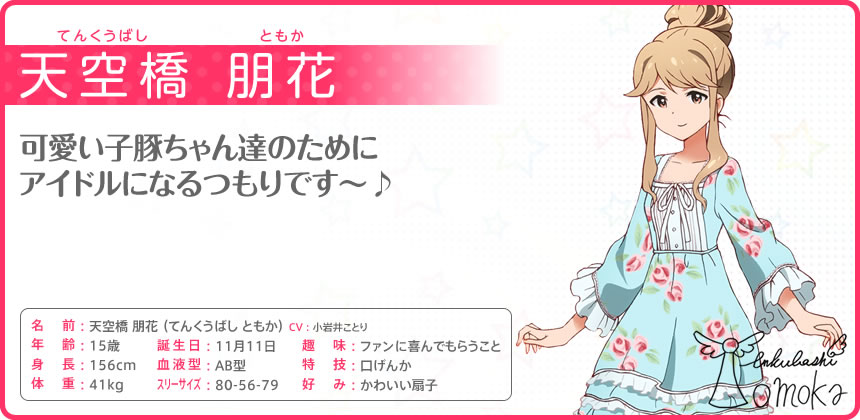 てんくうばし ともか
天空橋 朋花
可愛い子豚ちゃん達のために
アイドルになるつもりです～♪
名 前：天空橋 朋花（てんくうばし ともか） CV：小岩井ことり
年 齢：15歳 誕生日：11月11日 趣 味：ファンに喜んでもらうこと
身 長：156cm 血液型：AB型 特 技：口げんか
体 重：41kg スリーサイズ：80-56-79 好 み：かわいい扇子
Tenkubashi
Tomoka